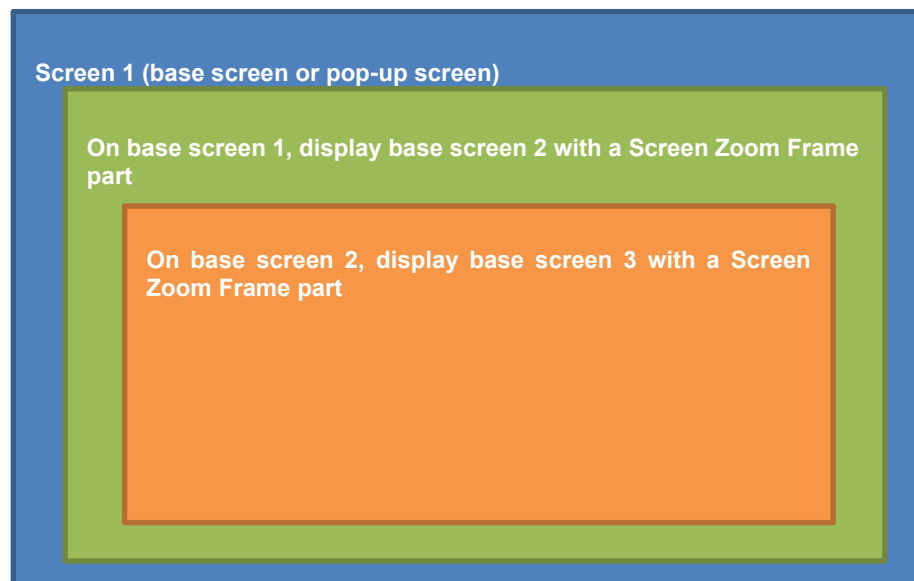 Screen 1 (base screen or pop-up screen)
On base screen 1, display base screen 2 with a Screen Zoom Frame
part
On base screen 2, display base screen 3 with a Screen
Zoom Frame part